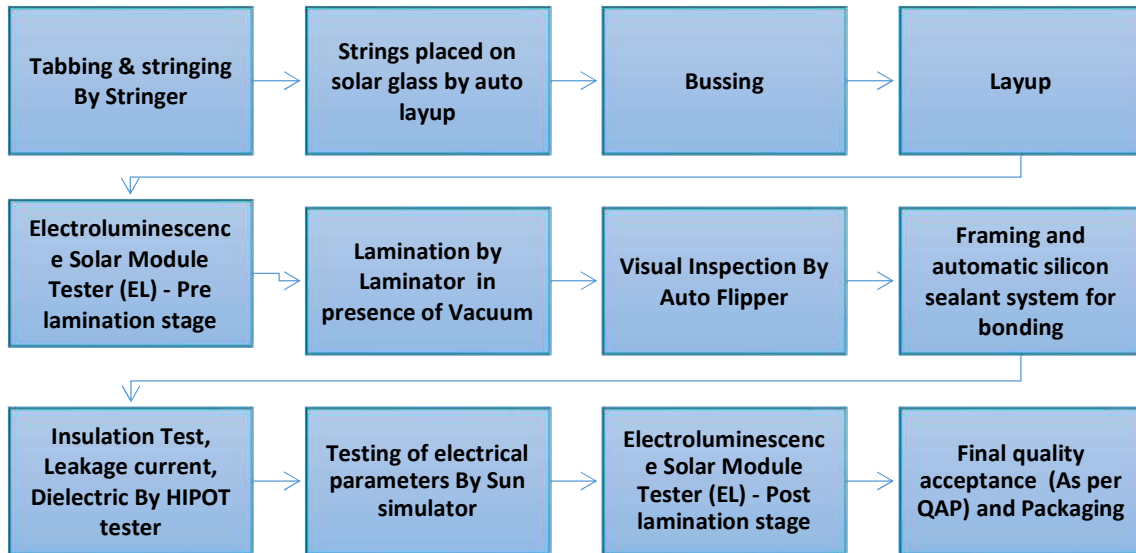 Tabbing & stringing
By Stringer
Strings placed on
solar glass by auto
layup
Bussing
Layup
Electroluminescenc
e Solar Module
Tester (EL) - Pre
lamination stage
Lamination by
Laminator in
presence of Vacuum
Visual Inspection By
Auto Flipper
Framing and
automatic silicon
sealant system for
bonding
Insulation Test,
Leakage current,
Dielectric By HIPOT
tester
Testing of electrical
parameters By Sun
simulator
Electroluminescenc
e Solar Module
Tester (EL) - Post
lamination stage
Final quality
acceptance (As per
QAP) and Packaging